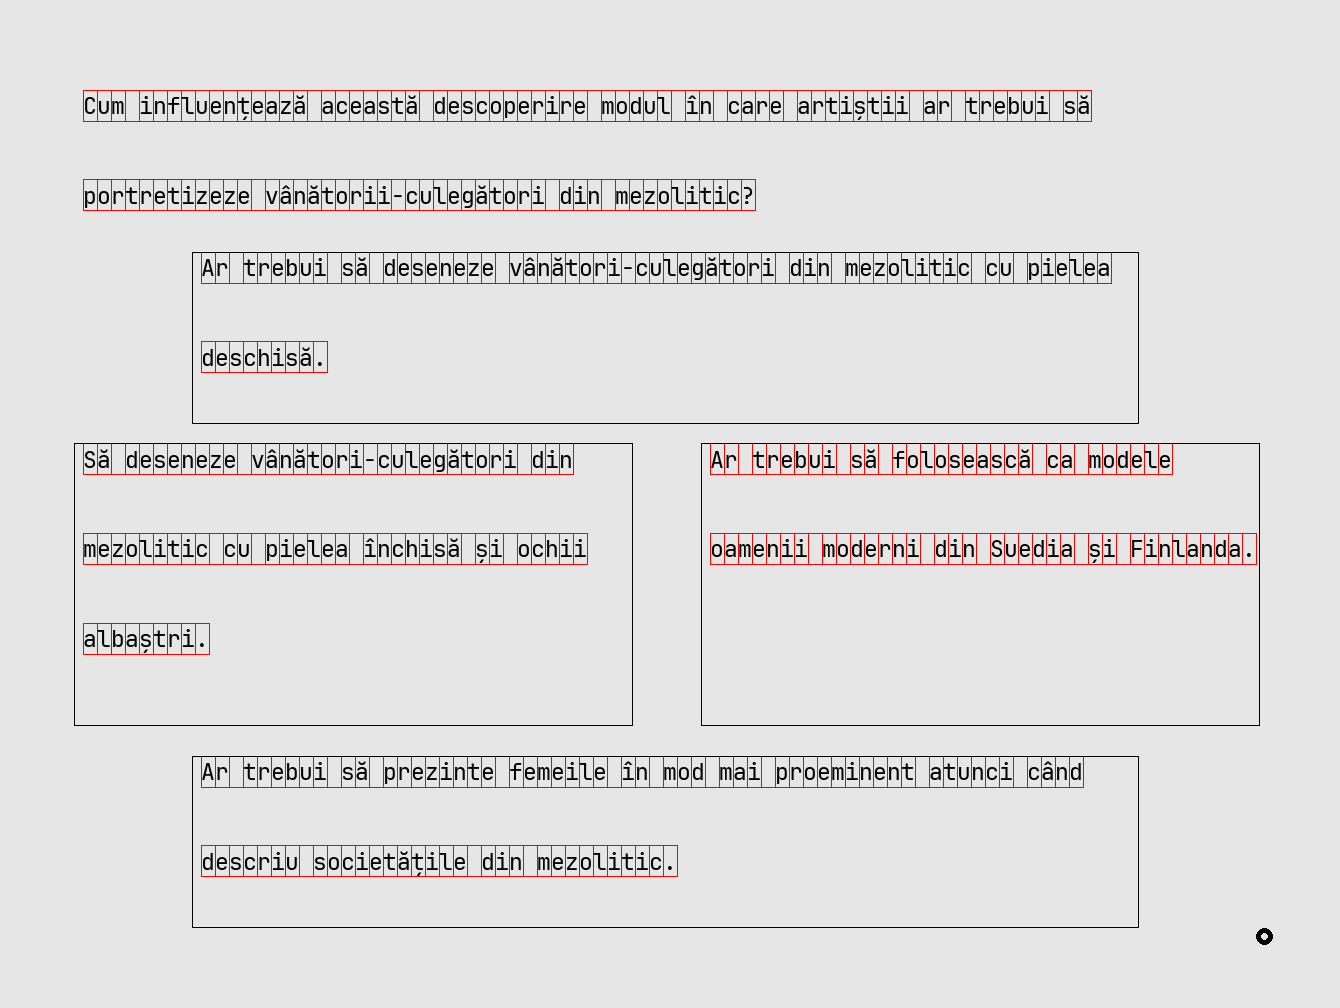 Cum influențează această descoperire modul în care artiștii ar trebui să
portretizeze vânătorii-culegători din mezolitic?
Ar trebui să deseneze vânători-culegători din mezolitic cu pielea
deschisă.
Să deseneze vânători-culegători din
mezolitic cu pielea închisă și ochii
albaștri.
Ar trebui să folosească ca modele
oamenii moderni din Suedia și Finlanda.
Ar trebui să prezinte femeile în mod mai proeminent atunci când
descriu societățile din mezolitic.